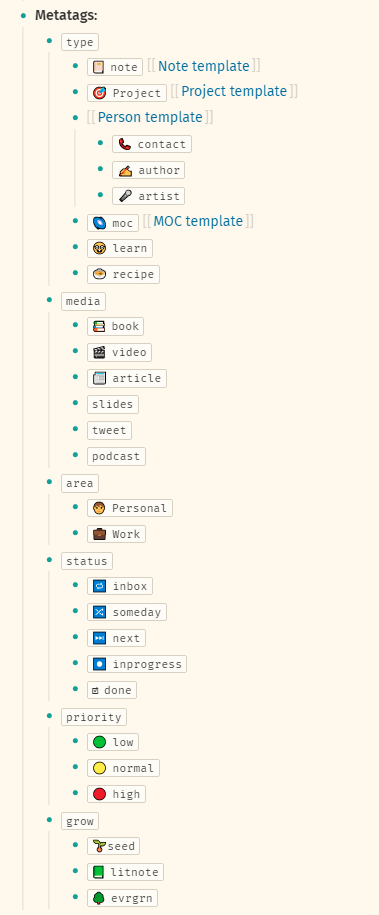 Metatags:
type
note [[Note template]]
Project [[Project template]]
[[Person template]]
contact
author
artist
moc [[MOC template]]
learn
recipe
media
book
video
article
slides
tweet
podcast
area
Personal
Work
status
inbox
someday
next
inprogress
done
priority
low
normal
high
grow
seed
litnote
evrgrn